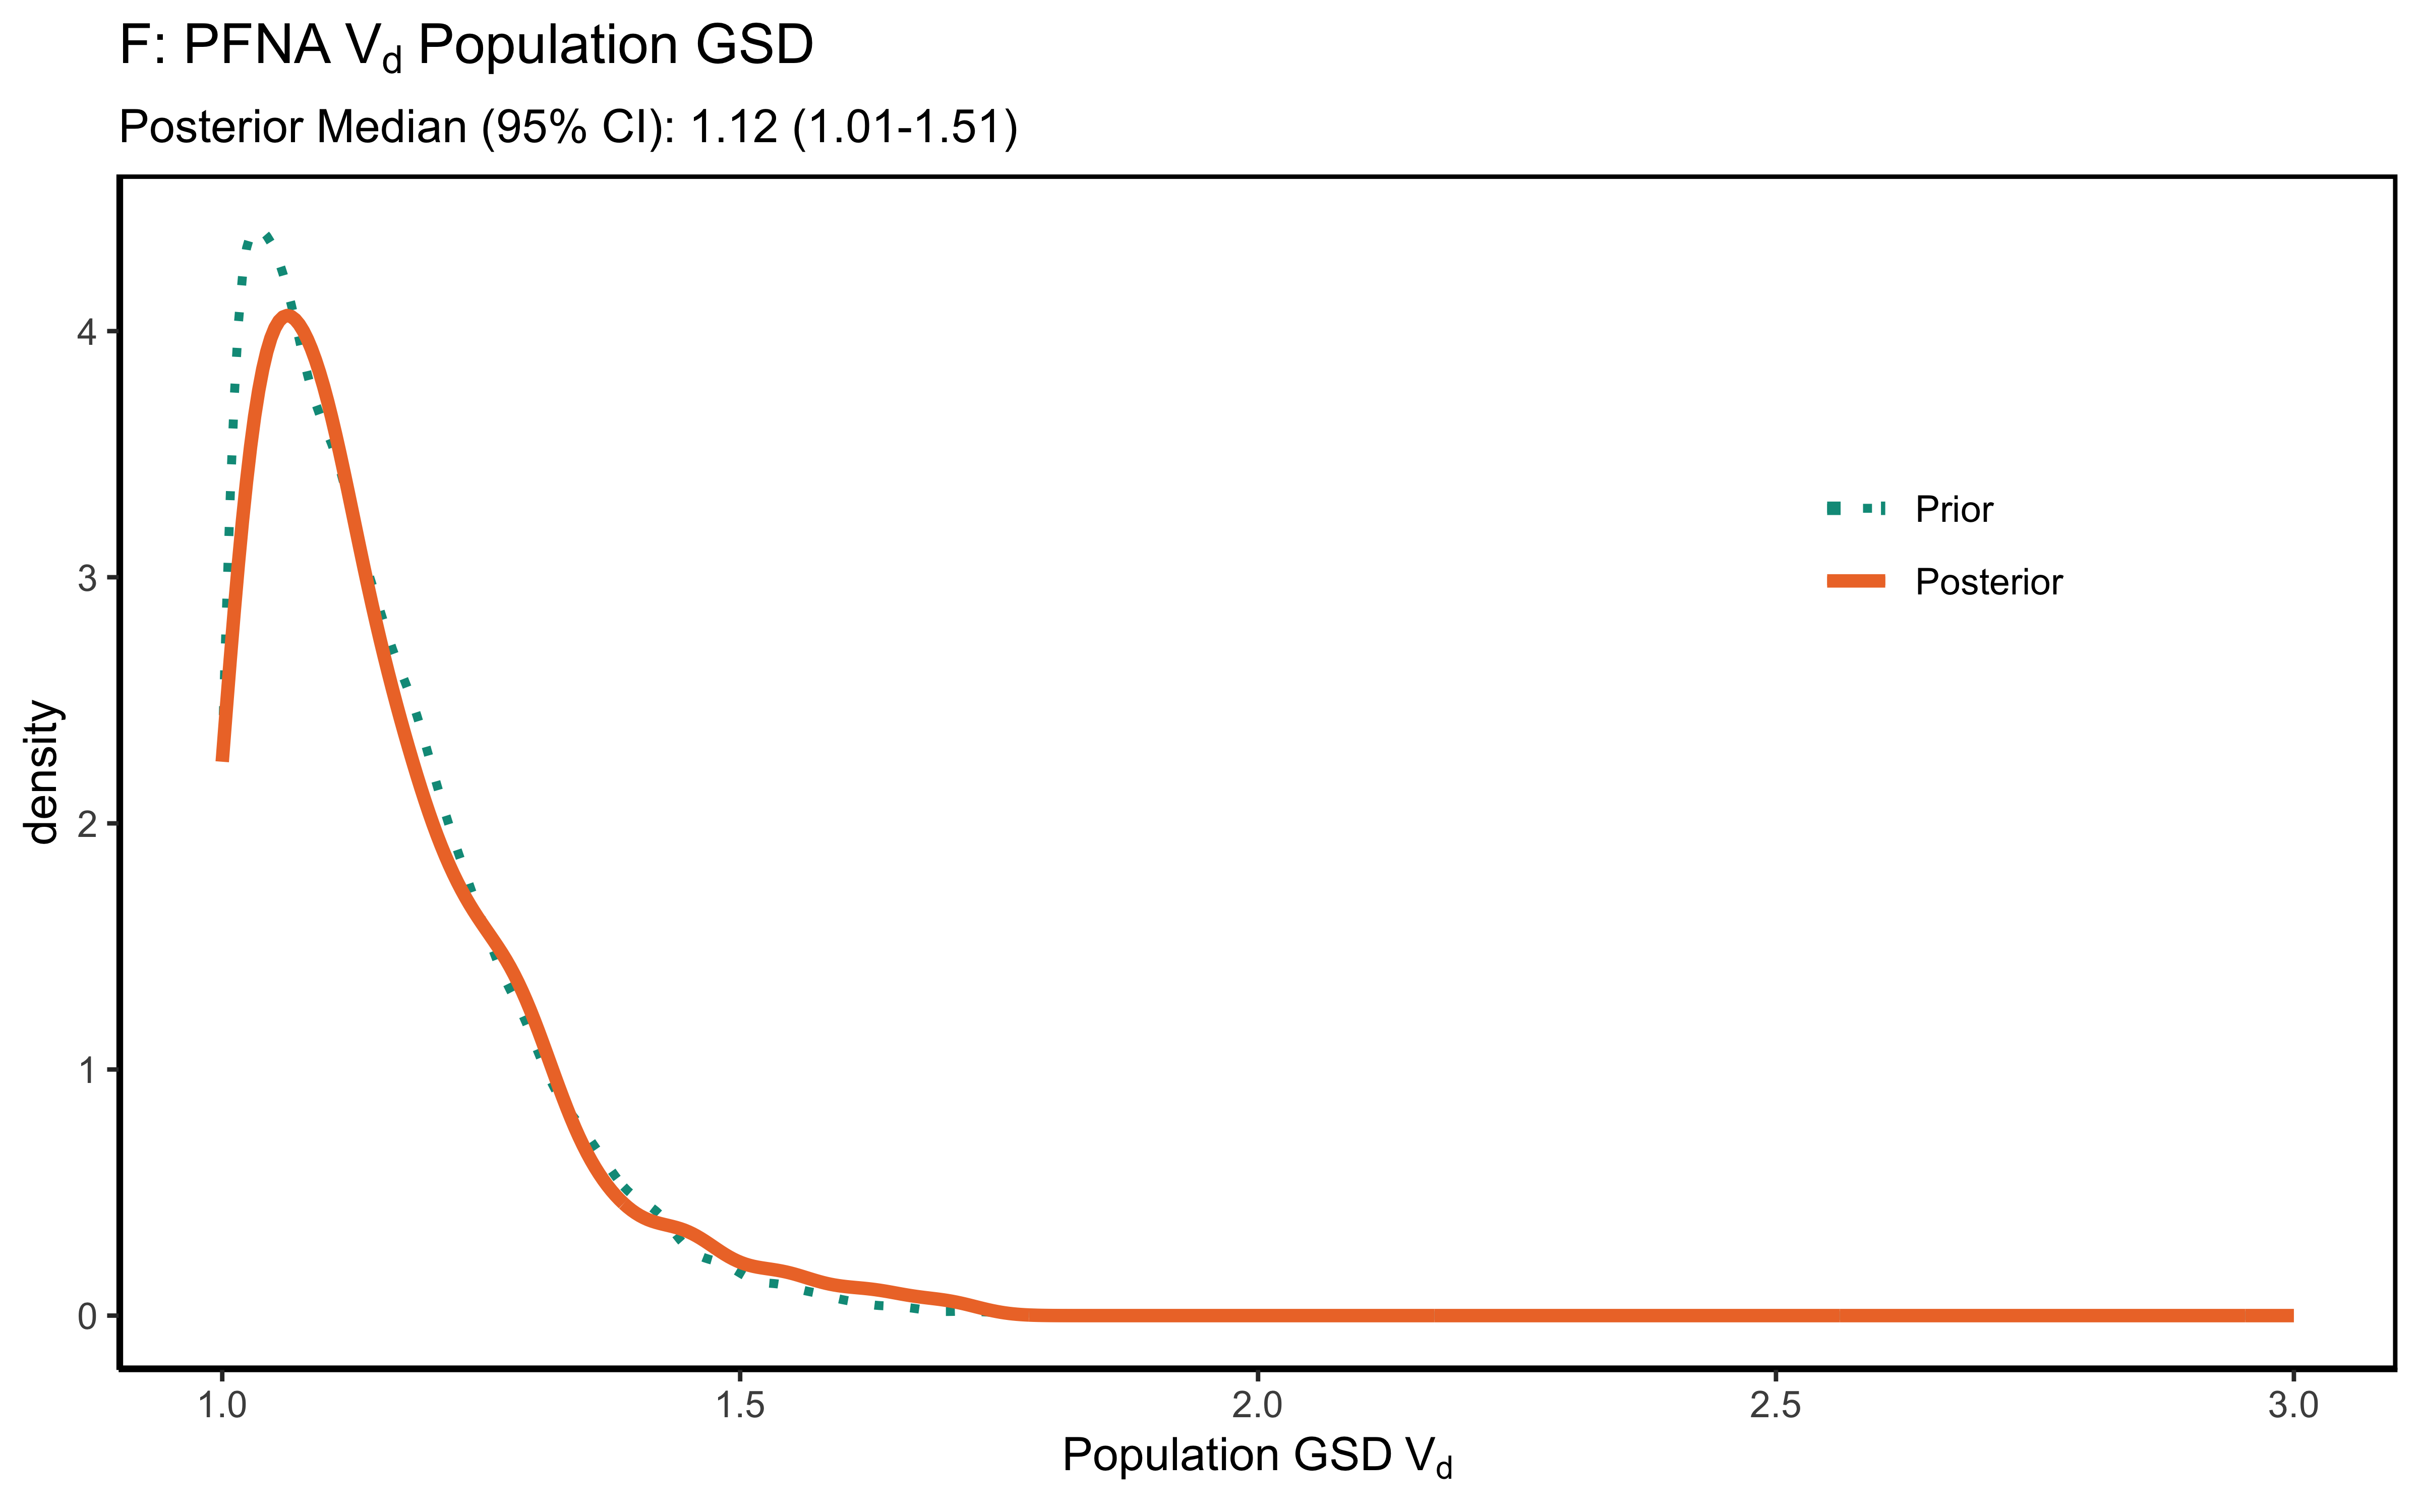 F: PFNA Vd Population GSD
Posterior Median (95% CI): 1.12 (1.01-1.51)
density
4
3
2
1
0
Prior
Posterior
1.0 1.5 2.0 2.5 3.0
Population GSD Vd